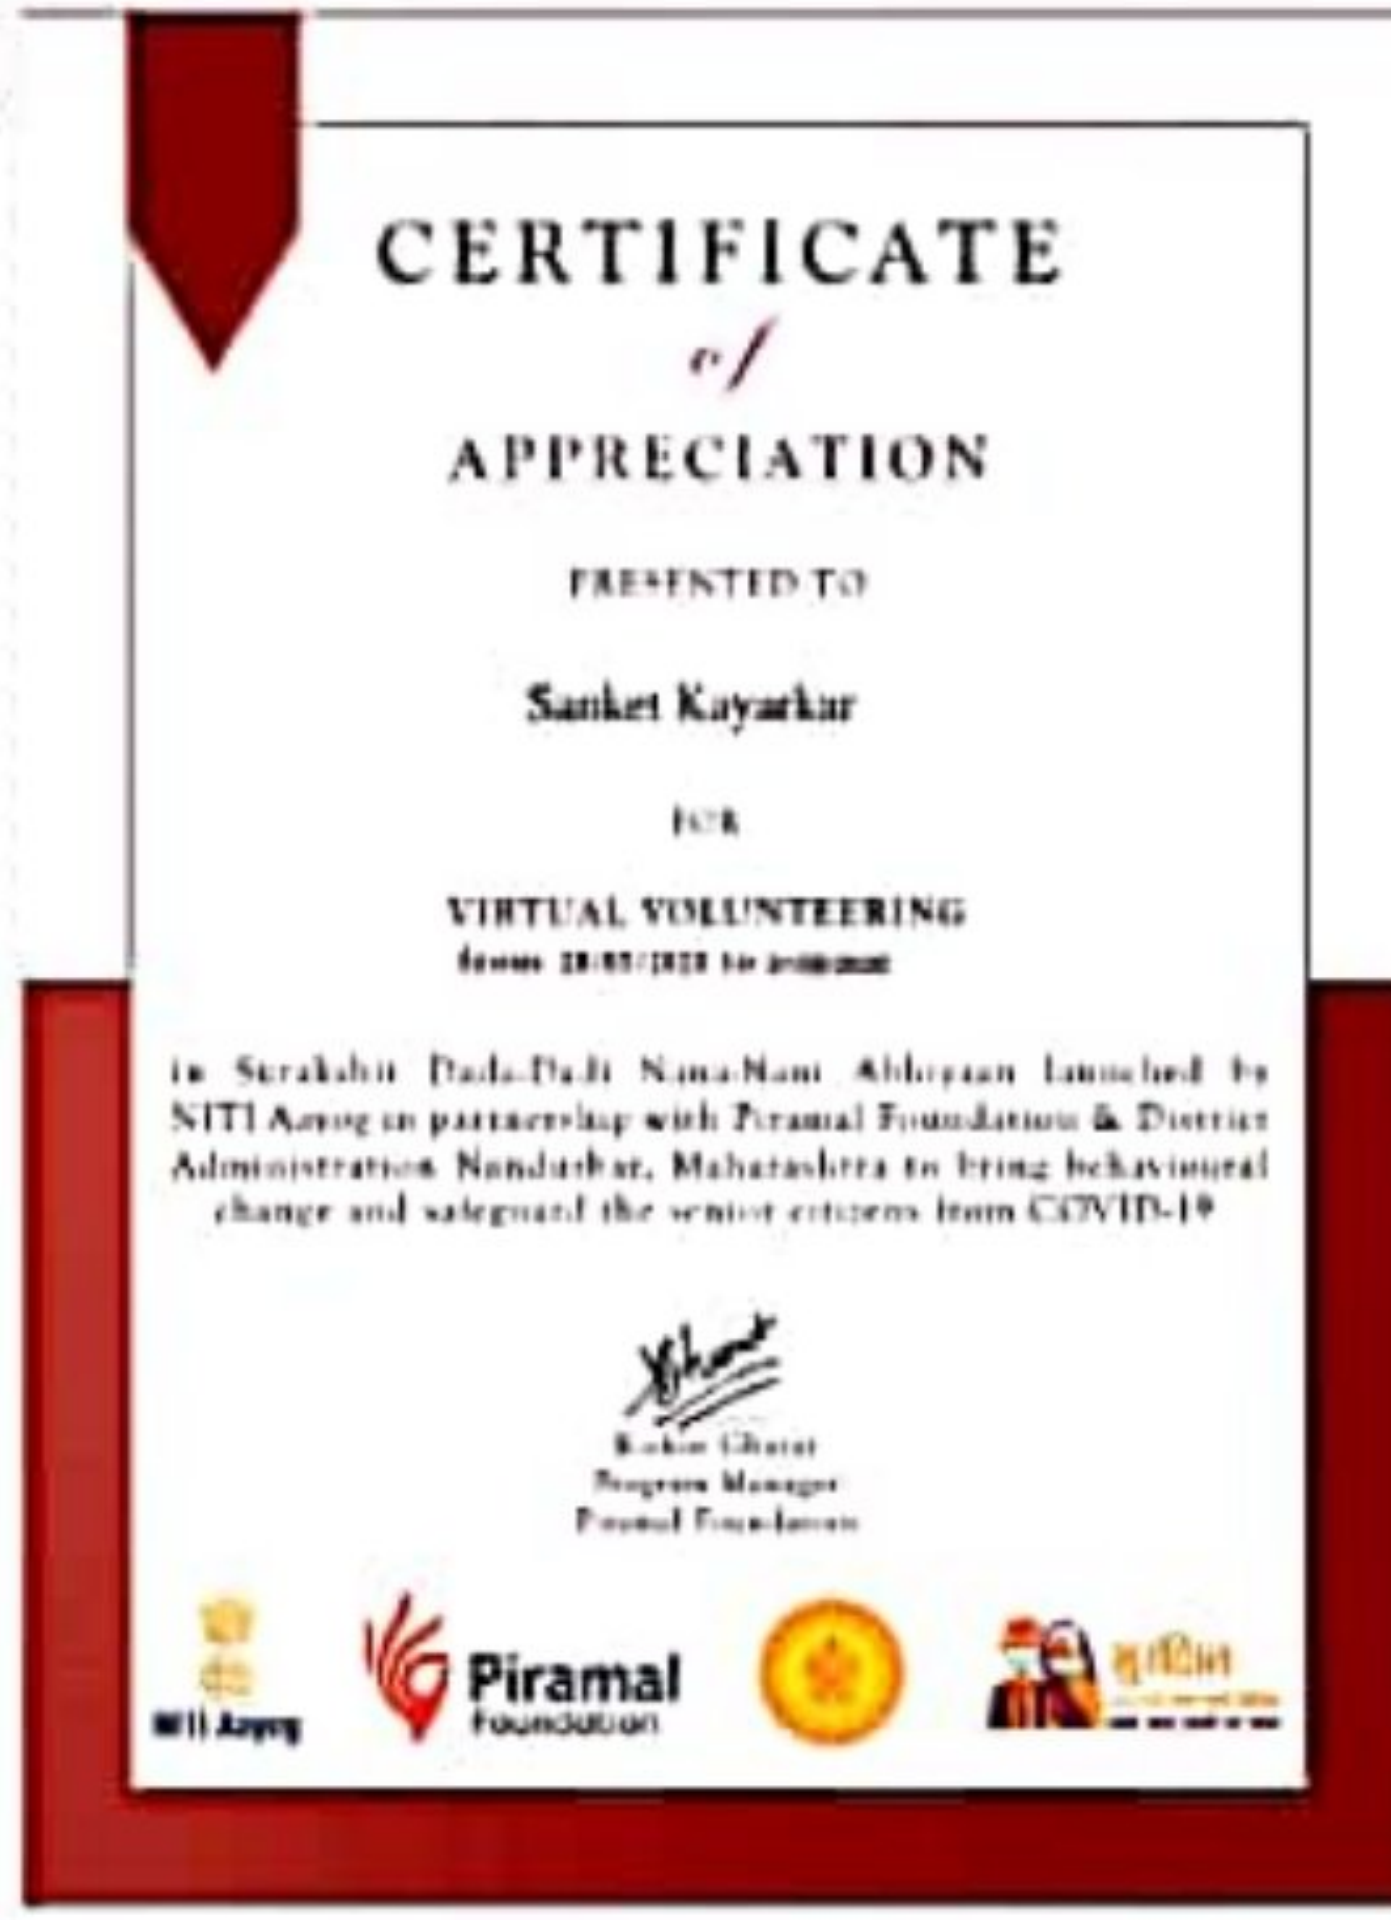 CERTIFICATE
of
APPRECIATION
PRESENTED TO
Sanket Kayarkar
FOR
VIRTUAL VOLUNTEERING
in Surakshit Dada-Dadi Nana-Nani Abhiyaan launched by
NITI Aayog in partnership with Piramal Foundation & District
Administration Nandurbar, Maharashtra to bring behavioural
change and safeguard the senior citizens from COVID-19
Gharat
Program Manager
Piramal Foundation
NITI Aayog
Piramal
Foundation
सुरक्षित